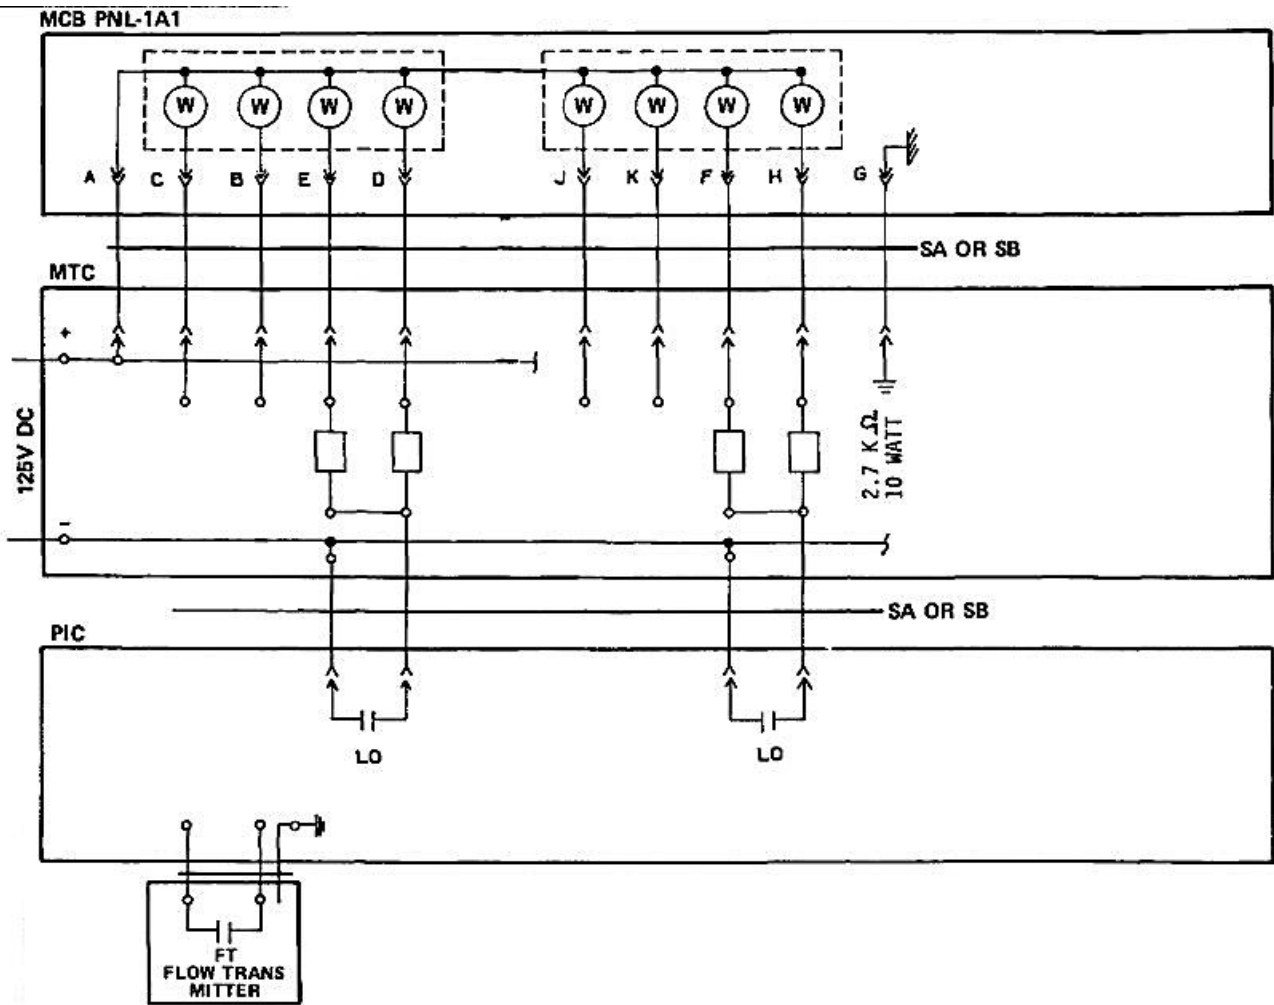 MCB PNL-1A1
W W W W W W W W
A C B E D J K F H G
SA OR SB
MTC
+
125V DC
2.7 K Ω
10 WATT
–
SA OR SB
PIC
LO LO
FT
FLOW TRANS
MITTER